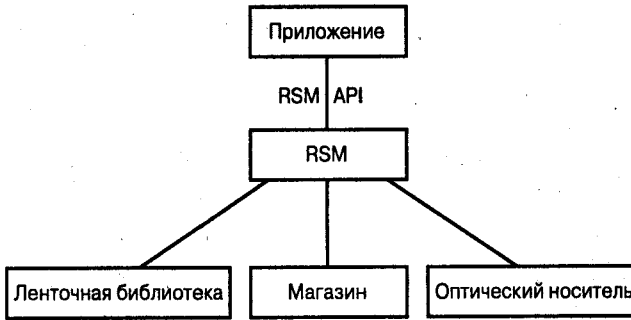 Приложение
RSM API
RSM
Ленточная библиотека
Магазин
Оптический носитель